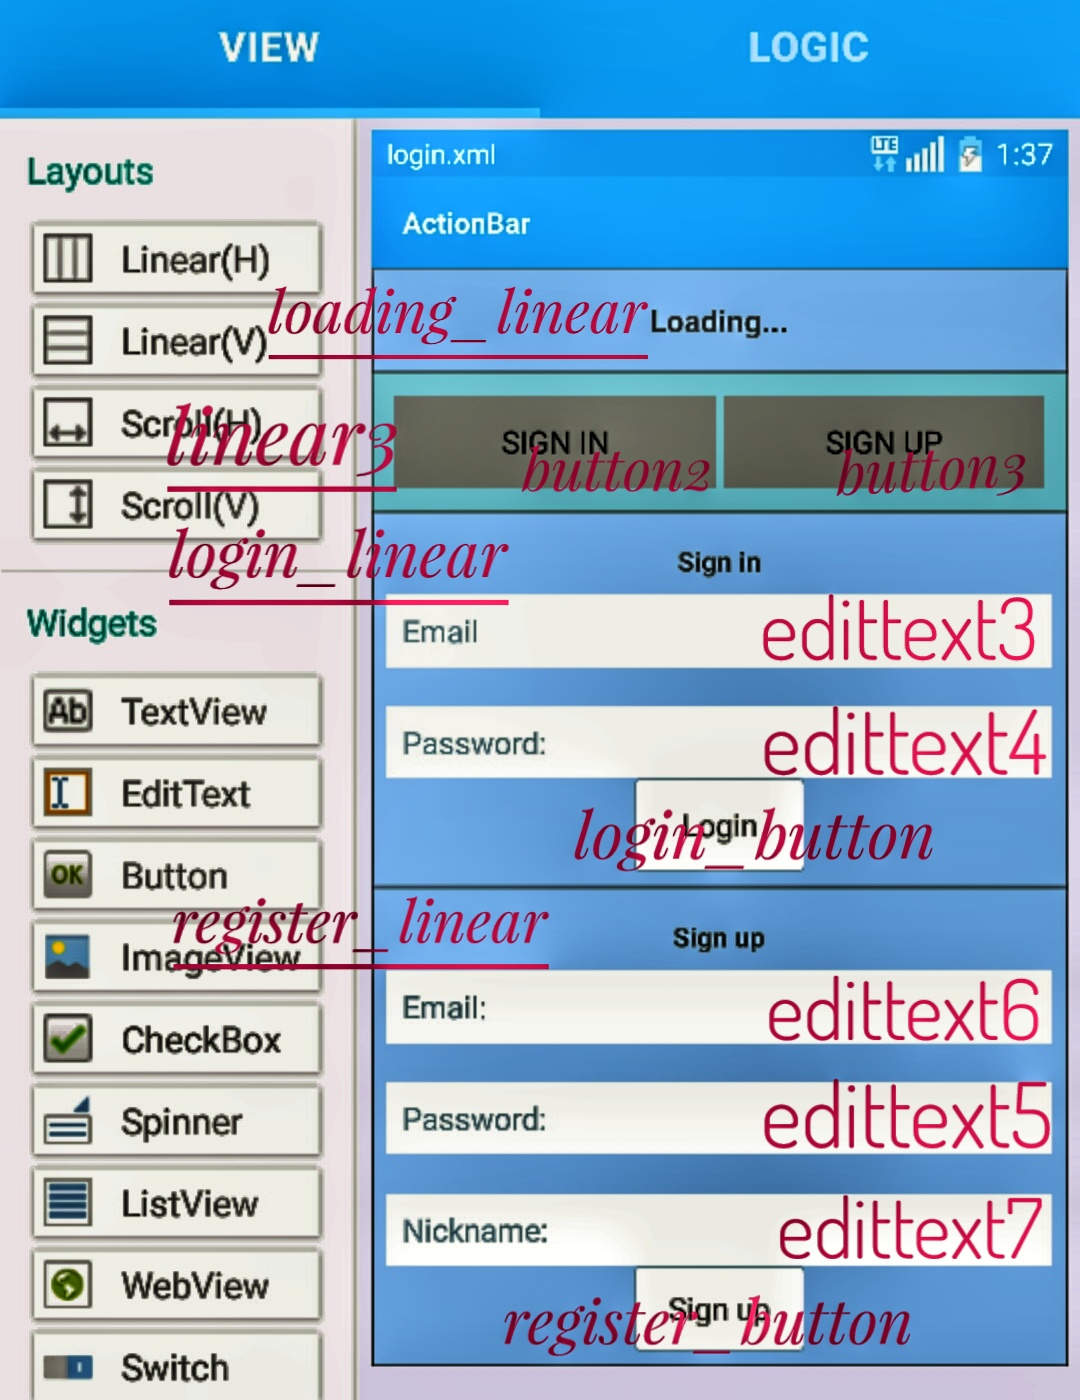 VIEW
LOGIC
Layouts
Linear(H)
Linear(V)
Scroll(H)
Scroll(V)
Widgets
Ab TextView
EditText
OK Button
ImageView
CheckBox
Spinner
ListView
WebView
Switch
login.xml
LTE 1:37
ActionBar
loading_linear
Loading...
linear3
SIGN IN
button2
SIGN UP
button3
login_linear
Sign in
Email
edittext3
Password:
edittext4
Login
login_button
register_linear
Sign up
Email:
edittext6
Password:
edittext5
Nickname:
edittext7
Sign up
register_button